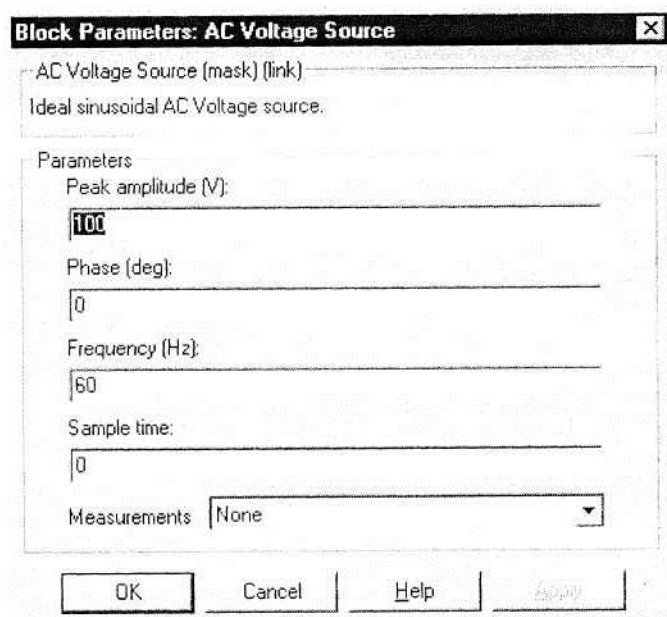 Block Parameters: AC Voltage Source
AC Voltage Source (mask) (link)
Ideal sinusoidal AC Voltage source.
Parameters
Peak amplitude (V):
100
Phase (deg):
0
Frequency (Hz):
60
Sample time:
0
Measurements None
OK Cancel Help Apply